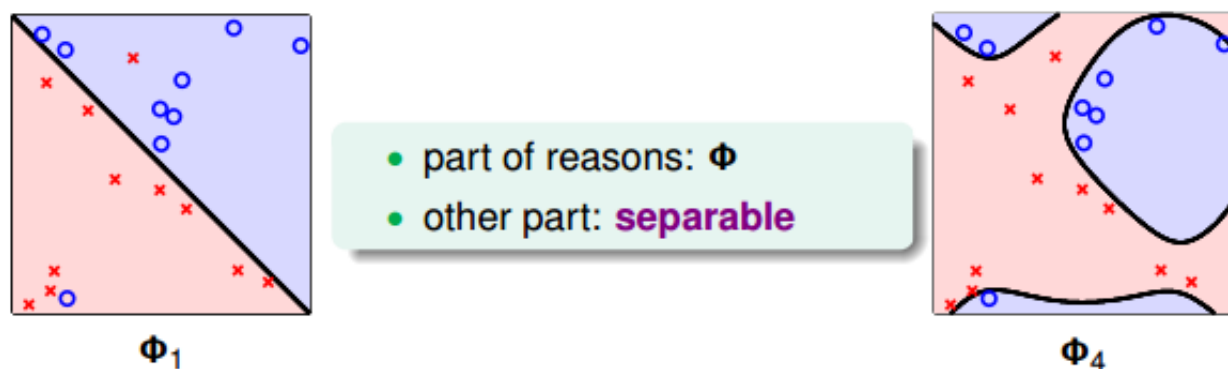 • part of reasons: Φ
• other part: separable
Φ₁
Φ₄